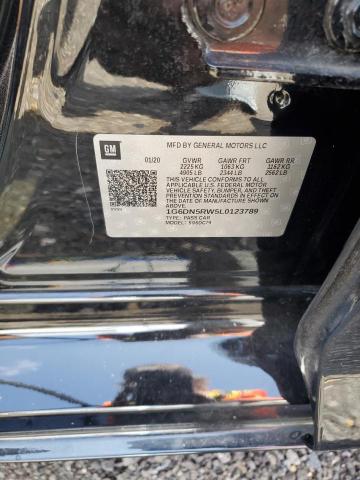 GM
MFD BY GENERAL MOTORS LLC
01/20 GVWR GAWR FRT GAWR RR
2225 KG 1063 KG 1162 KG
4905 LB 2344 LB 2562 LB
THIS VEHICLE CONFORMS TO ALL
APPLICABLE U.S. FEDERAL MOTOR
VEHICLE SAFETY, BUMPER, AND THEFT
PREVENTION STANDARDS IN EFFECT ON THE
DATE OF MANUFACTURE SHOWN ABOVE.
1G6DN5RW5L0123789
TYPE: PASS CAR
MODEL: